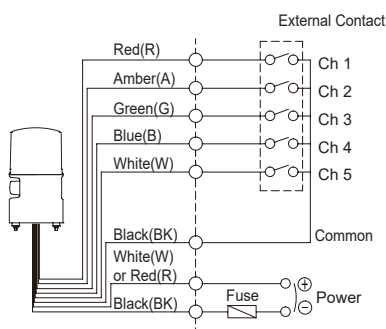 External Contact
Red(R)
Ch 1
Amber(A)
Ch 2
Green(G)
Ch 3
Blue(B)
Ch 4
White(W)
Ch 5
Black(BK)
Common
White(W)
or Red(R)
+
Fuse
Power
Black(BK)
−